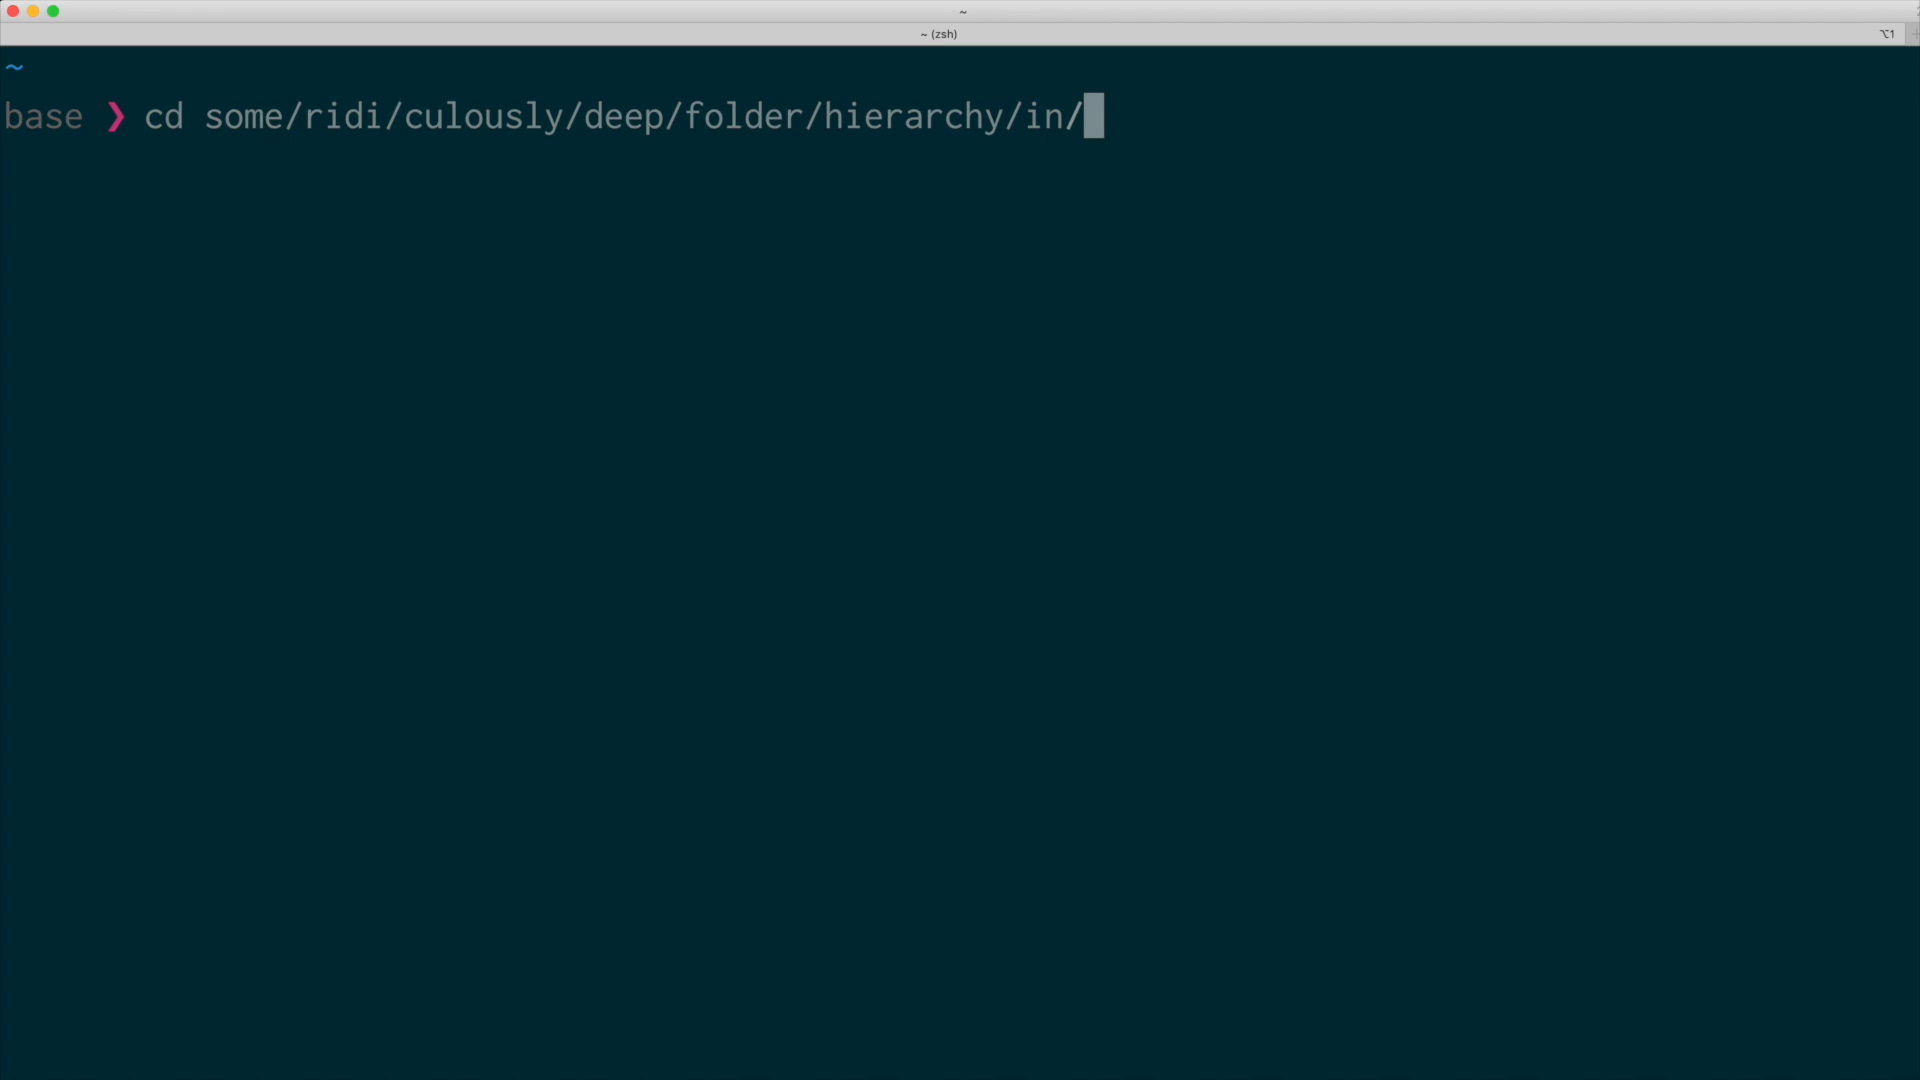 ~
~ (zsh)
⌥1
~
base ❯ cd some/ridi/culously/deep/folder/hierarchy/in/